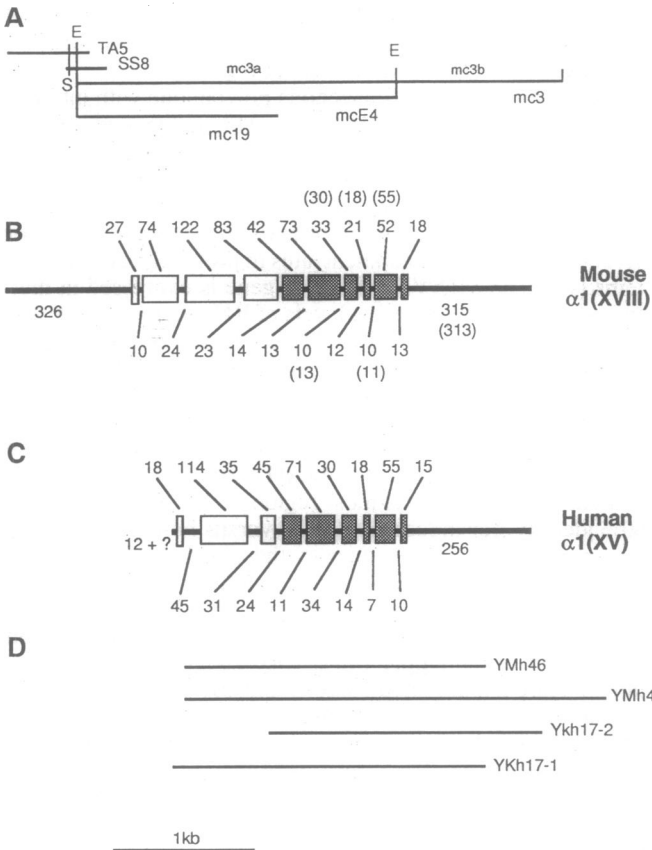 A
E
TA5
SS8
E
S
mc3a
mc3b
mc3
mcE4
mc19
(30) (18) (55)
B
27 74 122 83 42 73 33 21 52 18
Mouse
α1(XVIII)
326
315
(313)
10 24 23 14 13 10 12 10 13
(13) (11)
C
18 114 35 45 71 30 18 55 15
Human
α1(XV)
12 + ?
256
45 31 24 11 34 14 7 10
D
YMh46
YMh4
Ykh17-2
YKh17-1
1kb